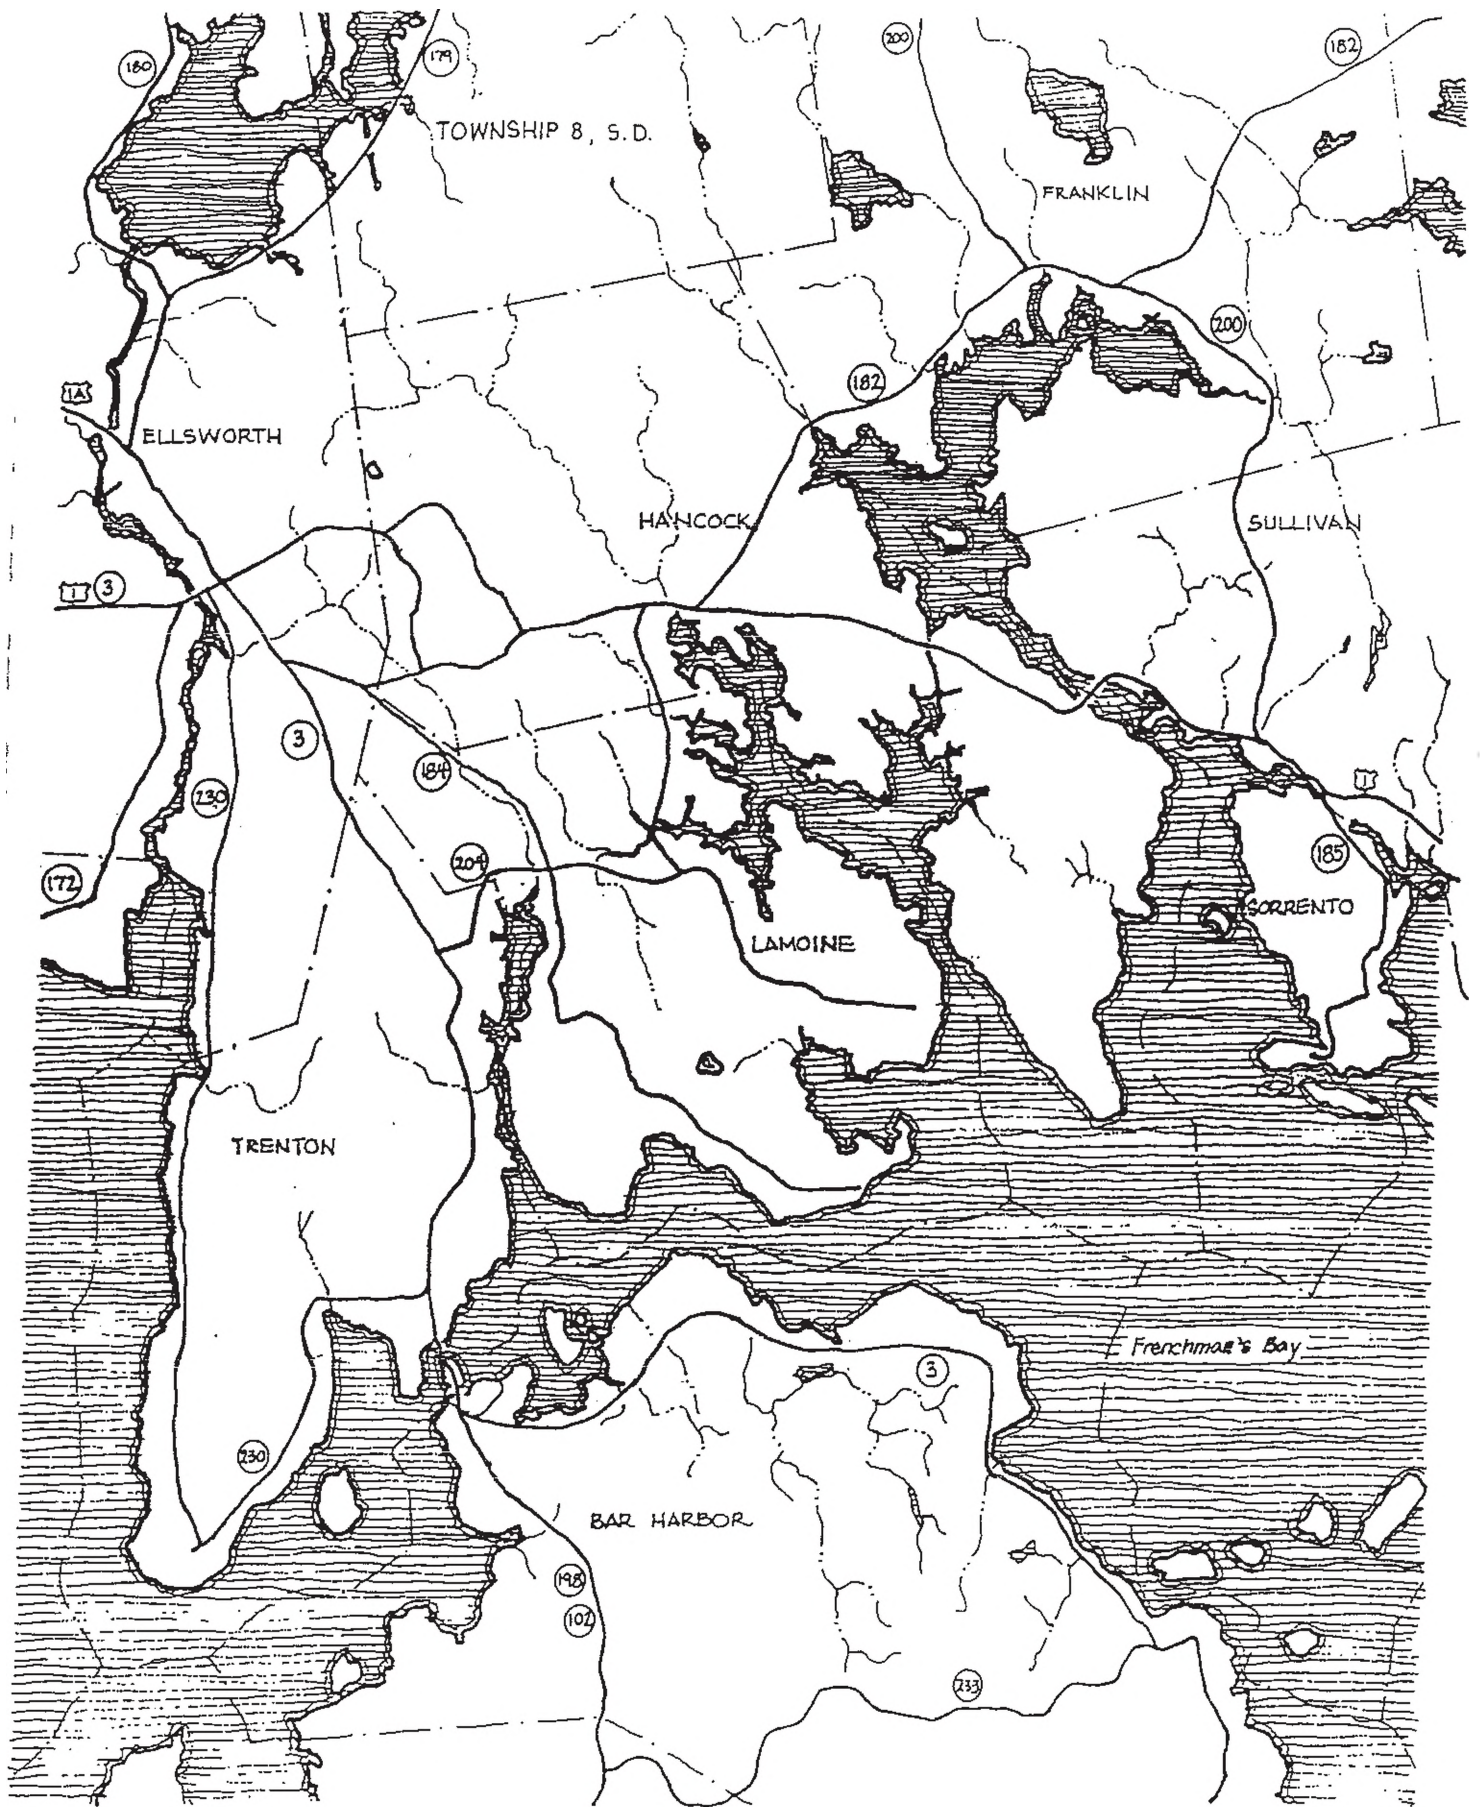 180
179
200
182
TOWNSHIP 8, S.D.
FRANKLIN
200
182
1A
ELLSWORTH
HANCOCK
SULLIVAN
1 3
3
184
1
230
204
185
172
SORRENTO
LAMOINE
TRENTON
Frenchmae's Bay
3
230
BAR HARBOR
198
102
233